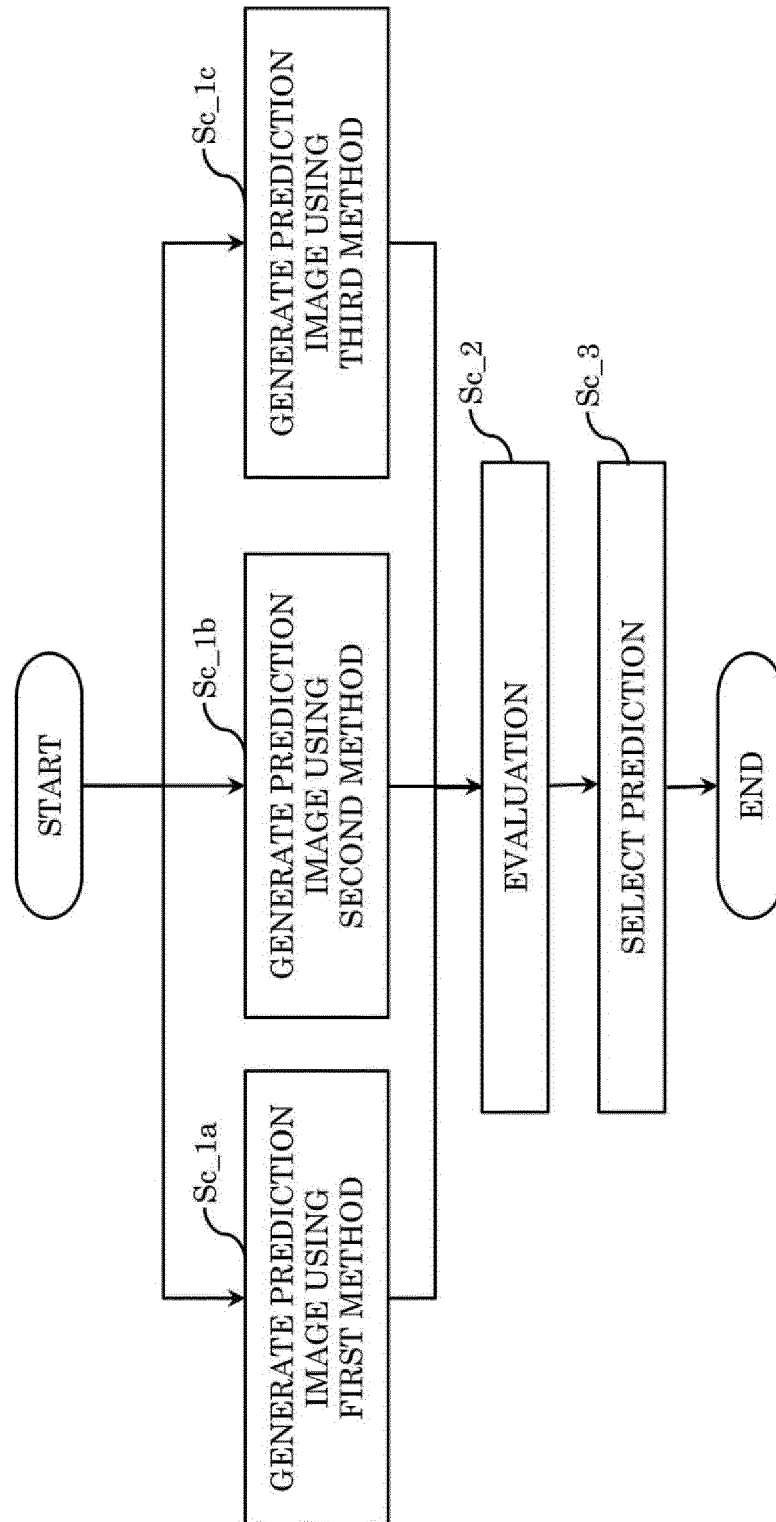 START
Sc_1a
GENERATE PREDICTION
IMAGE USING
FIRST METHOD
Sc_1b
GENERATE PREDICTION
IMAGE USING
SECOND METHOD
Sc_1c
GENERATE PREDICTION
IMAGE USING
THIRD METHOD
Sc_2
EVALUATION
Sc_3
SELECT PREDICTION
END